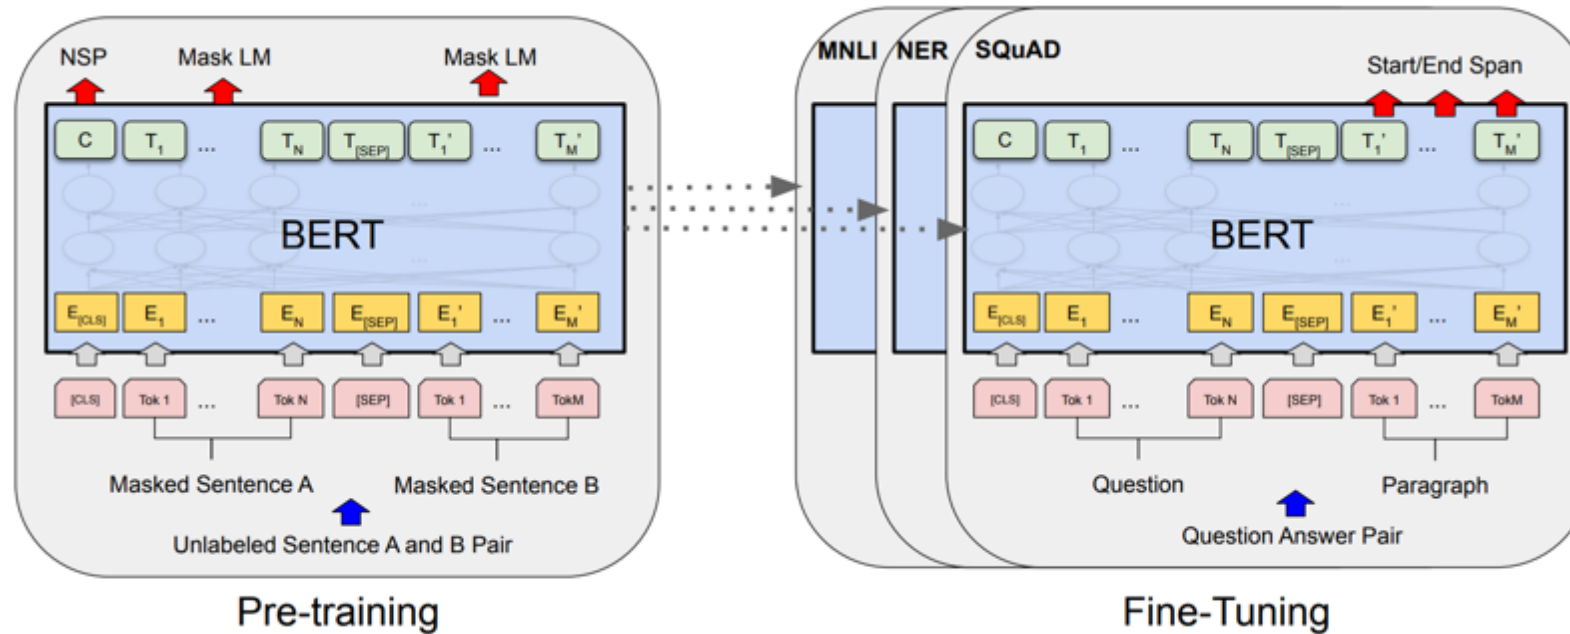 NSP Mask LM Mask LM
C T1 ... TN T[SEP] T1' ... TM'
...
BERT
...
E[CLS] E1 ... EN E[SEP] E1' ... EM'
[CLS] Tok 1 ... Tok N [SEP] Tok 1 ... TokM
Masked Sentence A Masked Sentence B
Unlabeled Sentence A and B Pair
Pre-training
MNLI NER SQuAD
Start/End Span
C T1 ... TN T[SEP] T1' ... TM'
...
BERT
...
E[CLS] E1 ... EN E[SEP] E1' ... EM'
[CLS] Tok 1 ... Tok N [SEP] Tok 1 ... TokM
Question Paragraph
Question Answer Pair
Fine-Tuning